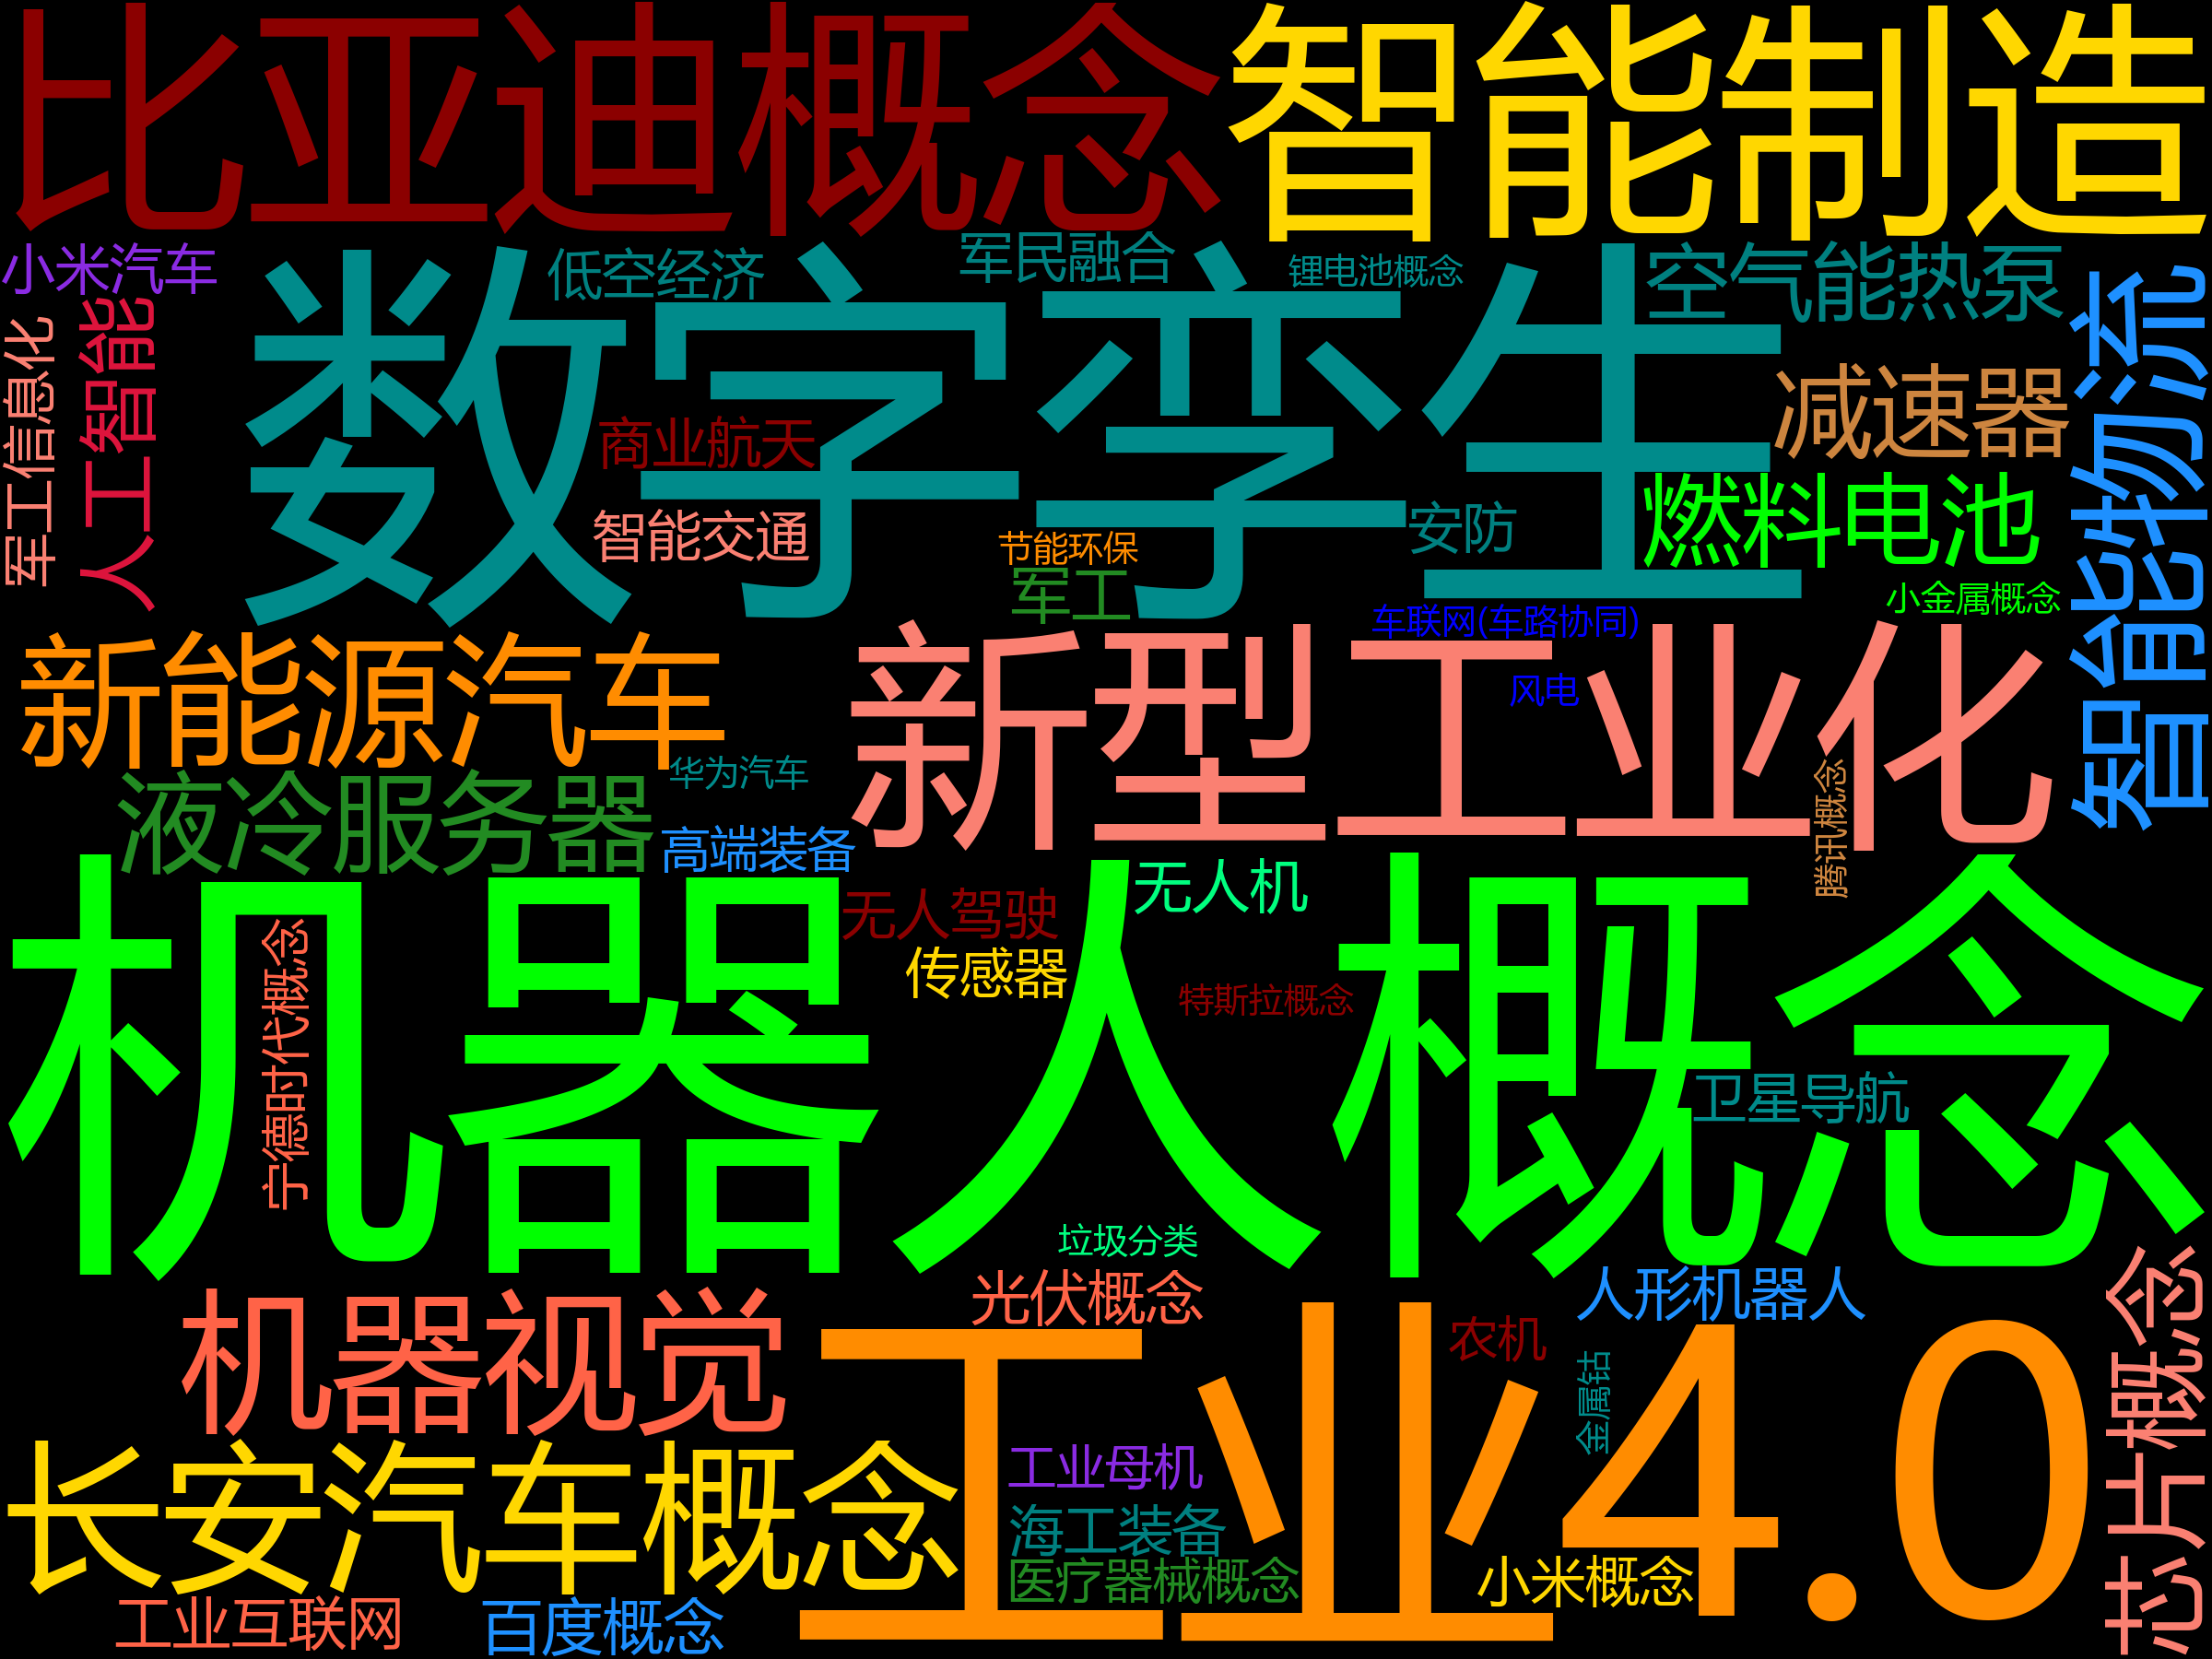 比亚迪概念
智能制造
小米汽车
低空经济
军民融合
锂电池概念
空气能热泵
智能物流
军工信息化
人工智能
数字孪生
减速器
商业航天
智能交通
节能环保
安防
燃料电池
军工
小金属概念
车联网(车路协同)
新能源汽车
新型工业化
风电
华为汽车
腾讯概念
液冷服务器
高端装备
无人机
无人驾驶
传感器
特斯拉概念
机器人概念
宁德时代概念
卫星导航
垃圾分类
光伏概念
人形机器人
芯片概念
机器视觉
农机
金属钴
工业4.0
长安汽车概念
工业母机
海工装备
医疗器械概念
小米概念
工业互联网
百度概念